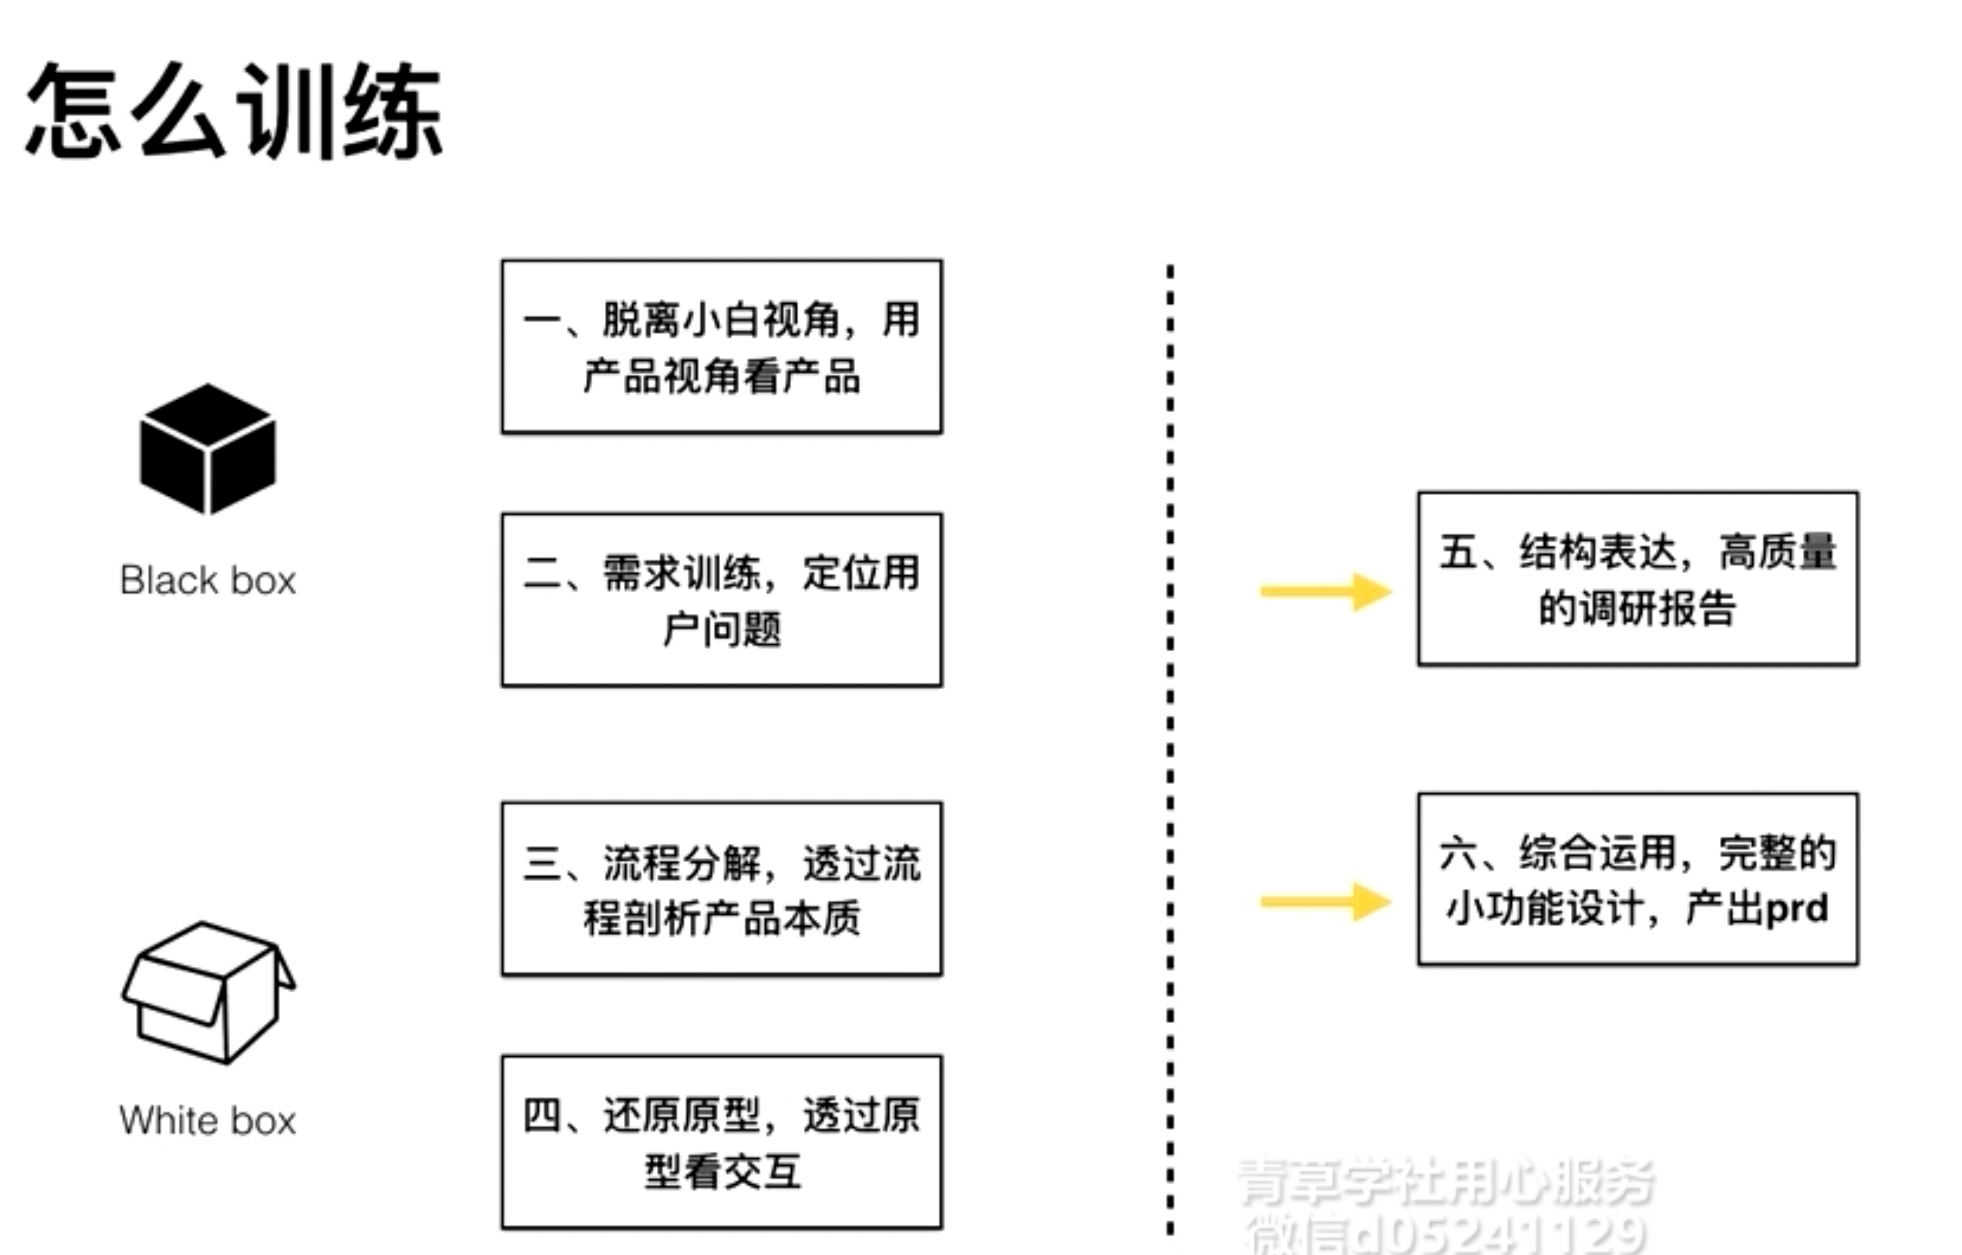 怎么训练
一、脱离小白视角，用
产品视角看产品
Black box
二、需求训练，定位用
户问题
三、流程分解，透过流
程剖析产品本质
White box
四、还原原型，透过原
型看交互
五、结构表达，高质量
的调研报告
六、综合运用，完整的
小功能设计，产出prd
青草学社用心服务
微信d05241129